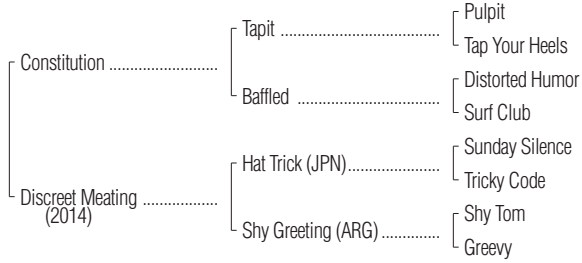 Pulpit
Tapit ..............................
Tap Your Heels
Constitution .........................
Distorted Humor
Baffled .................................
Surf Club
Sunday Silence
Hat Trick (JPN).....................
Tricky Code
Discreet Meating .................
(2014)
Shy Tom
Shy Greeting (ARG) .............
Greevy